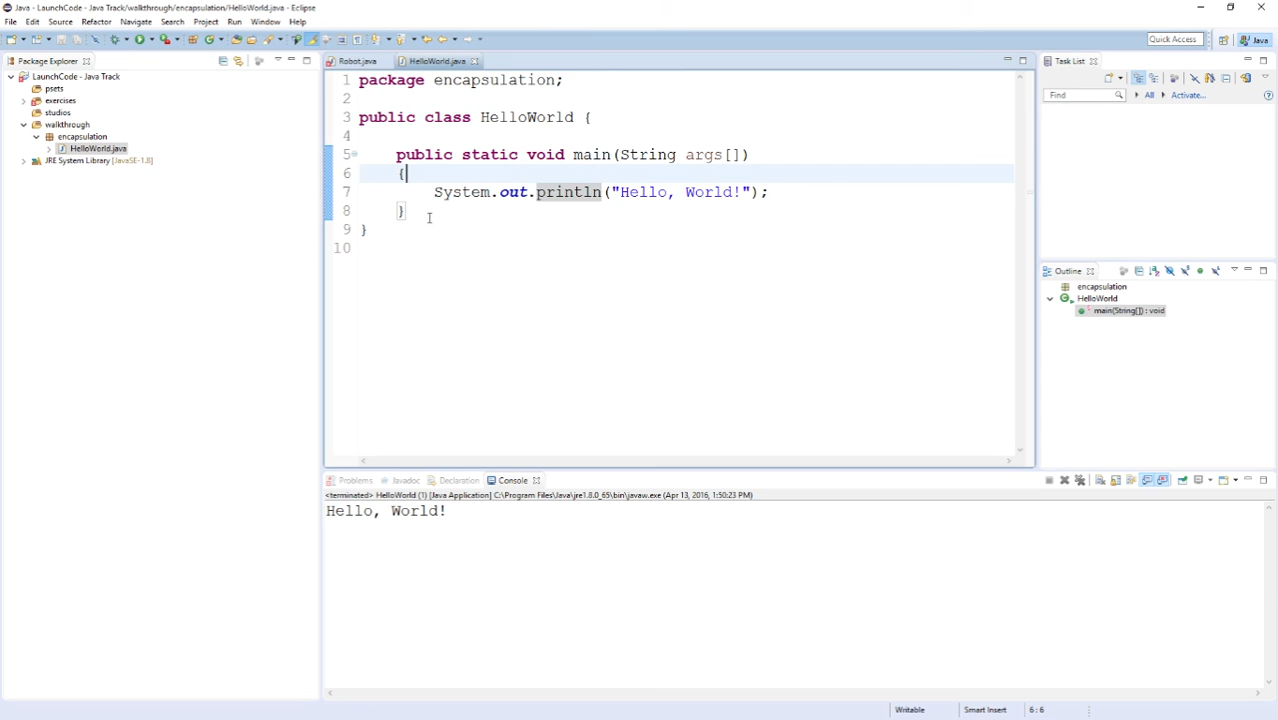 Java - LaunchCode - Java Track/walkthrough/encapsulation/HelloWorld.java - Eclipse
File Edit Source Refactor Navigate Search Project Run Window Help
Quick Access
Java
Package Explorer
LaunchCode - Java Track
psets
exercises
studios
walkthrough
encapsulation
HelloWorld.java
JRE System Library [JavaSE-1.8]
Robot.java HelloWorld.java
1 package encapsulation;
2
3 public class HelloWorld {
4
5 public static void main(String args[])
6 {
7 System.out.println("Hello, World!");
8 }
9 }
10
Task List
Find All Activate...
Outline
encapsulation
HelloWorld
main(String[]) : void
Problems Javadoc Declaration Console
<terminated> HelloWorld (1) [Java Application] C:\Program Files\Java\jre1.8.0_65\bin\javaw.exe (Apr 13, 2016, 1:50:23 PM)
Hello, World!
Writable Smart Insert 6 : 6